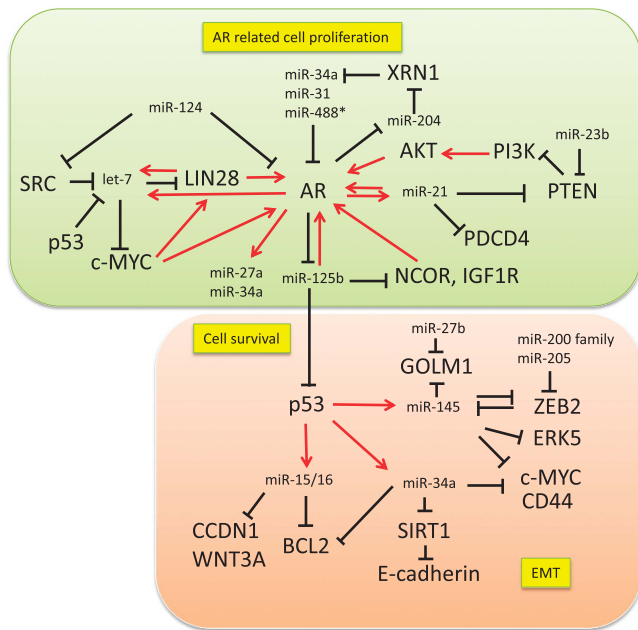 AR related cell proliferation
miR-34a
XRN1
miR-31
miR-488*
miR-124
miR-204
miR-23b
AKT
PI3K
SRC
let-7
LIN28
AR
miR-21
PTEN
p53
PDCD4
c-MYC
miR-27a
miR-34a
miR-125b
NCOR, IGF1R
Cell survival
miR-27b
miR-200 family
miR-205
GOLM1
p53
miR-145
ZEB2
ERK5
miR-15/16
miR-34a
c-MYC
CD44
CCDN1
WNT3A
BCL2
SIRT1
E-cadherin
EMT